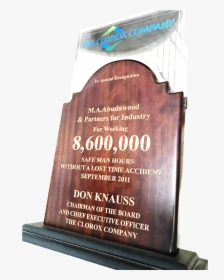 THE CLOROX COMPANY
In Special Recognition
M.A.Abudawood
& Partners for Industry
For Working
8,600,000
SAFE MAN HOURS
WITHOUT A LOST TIME ACCIDENT
SEPTEMBER 2011
DON KNAUSS
CHAIRMAN OF THE BOARD
AND CHIEF EXECUTIVE OFFICER
THE CLOROX COMPANY